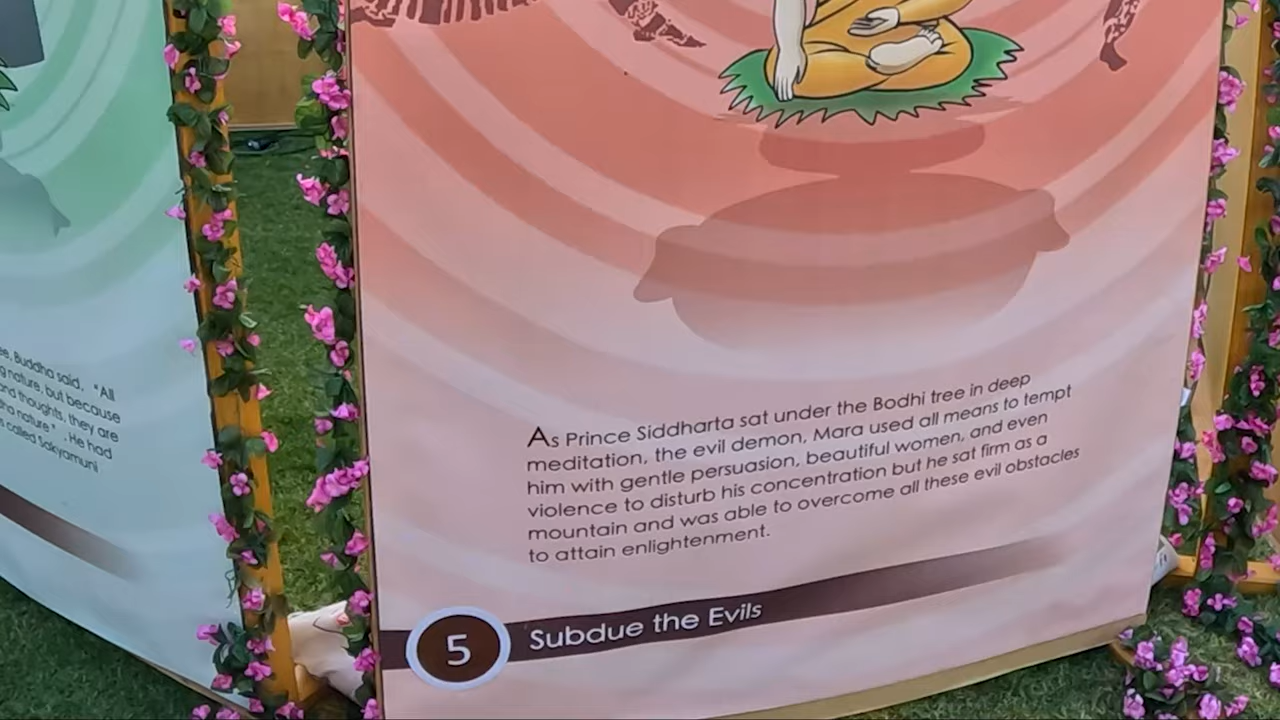 Buddha said, "All
nature, but because
and thoughts, they are
nature". He had
called Sakyamuni
As Prince Siddharta sat under the Bodhi tree in deep
meditation, the evil demon, Mara used all means to tempt
him with gentle persuasion, beautiful women, and even
violence to disturb his concentration but he sat firm as a
mountain and was able to overcome all these evil obstacles
to attain enlightenment.
5 Subdue the Evils